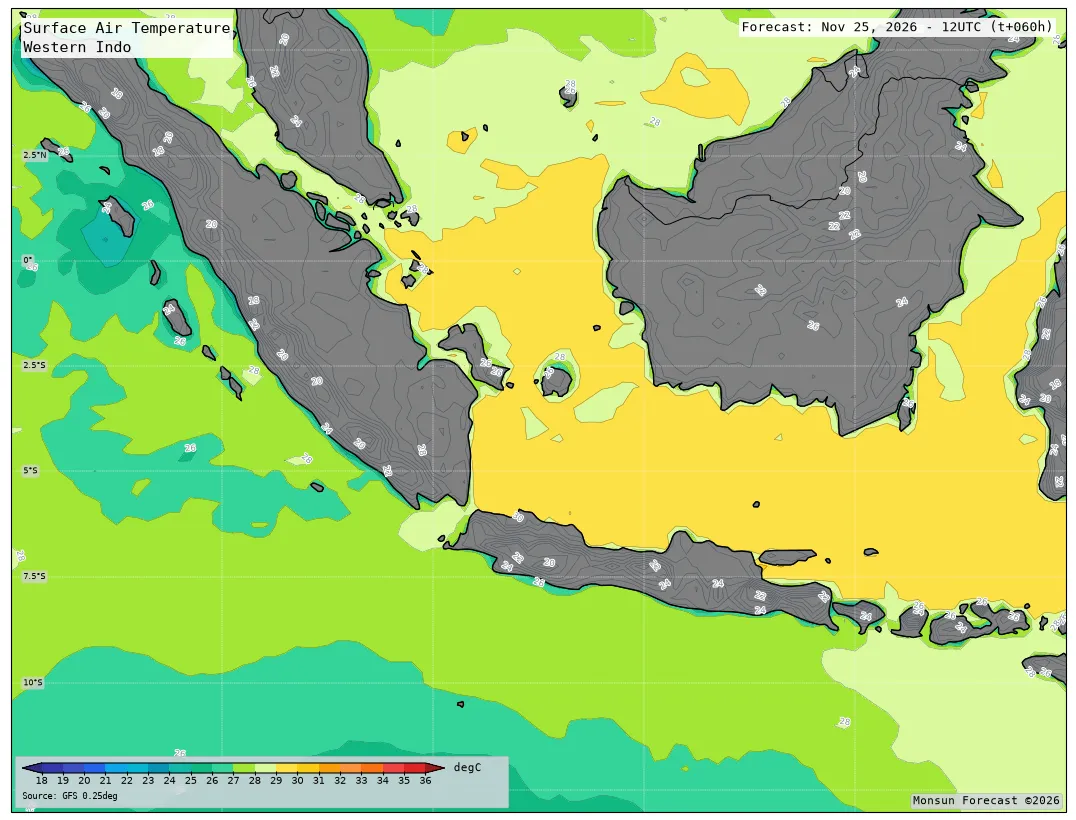 Surface Air Temperature
Western Indo
Forecast: Nov 25, 2026 - 12UTC (t+060h)
2.5°N
0°
2.5°S
5°S
7.5°S
10°S
18 19 20 21 22 23 24 25 26 27 28 29 30 31 32 33 34 35 36 degC
Source: GFS 0.25deg
Monsun Forecast ©2026